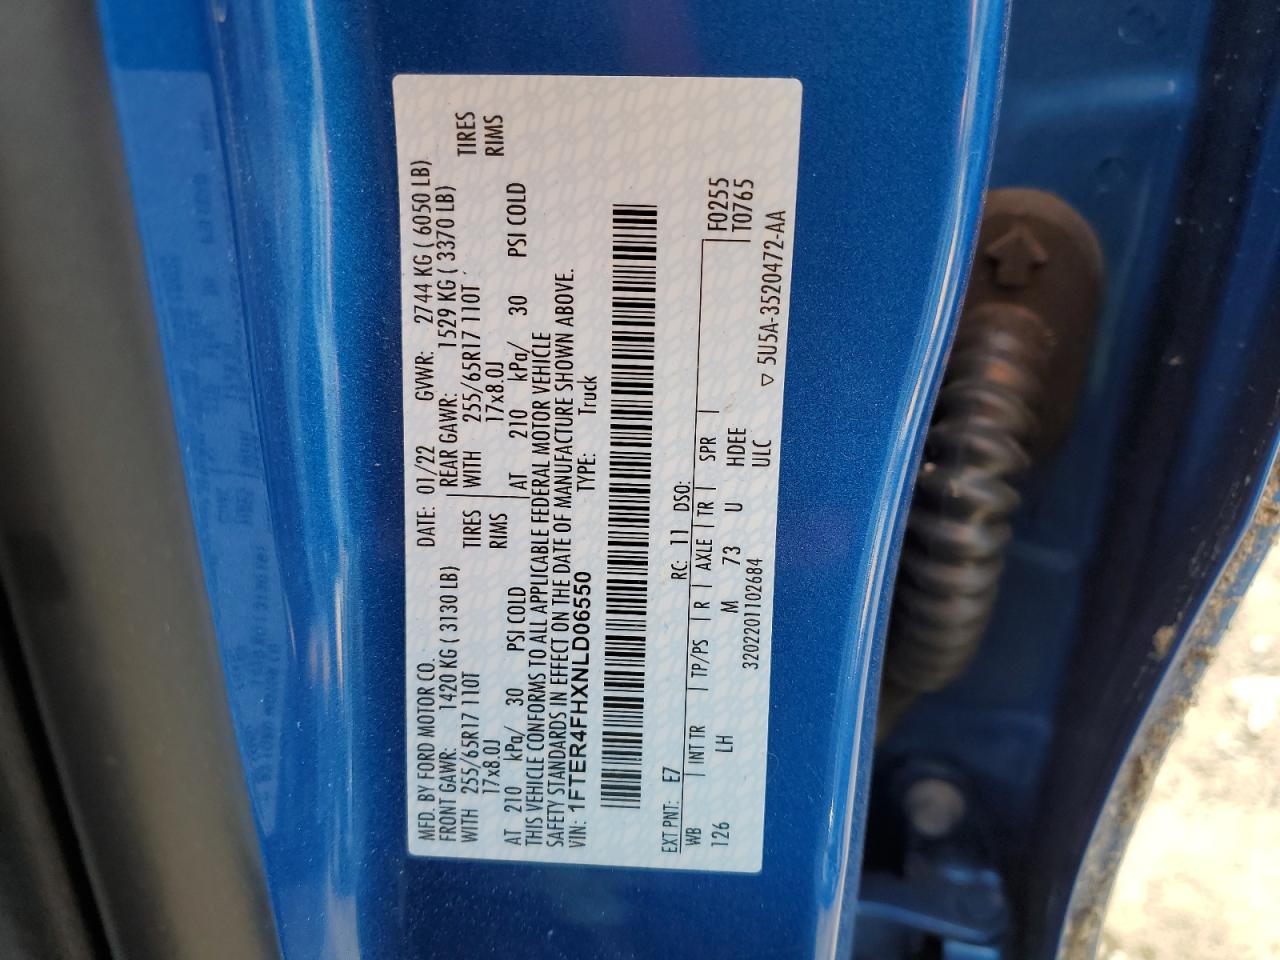 MFD. BY FORD MOTOR CO. DATE: 01/22 GVWR: 2744 KG ( 6050 LB)
FRONT GAWR: 1420 KG ( 3130 LB) REAR GAWR: 1529 KG ( 3370 LB)
WITH 255/65R17 110T TIRES WITH 255/65R17 110T TIRES
17x8.0J RIMS 17x8.0J RIMS
AT 210 kPa/ 30 PSI COLD AT 210 kPa/ 30 PSI COLD
THIS VEHICLE CONFORMS TO ALL APPLICABLE FEDERAL MOTOR VEHICLE
SAFETY STANDARDS IN EFFECT ON THE DATE OF MANUFACTURE SHOWN ABOVE.
VIN: 1FTER4FHXNLD06550 TYPE: Truck
EXT PNT: E7 RC: 11 DSO:
WB INT TR TP/PS R AXLE TR SPR F0255
126 LH M 73 U HDEE T0765
3202201102684 ULC ▽ 5U5A-3520472-AA